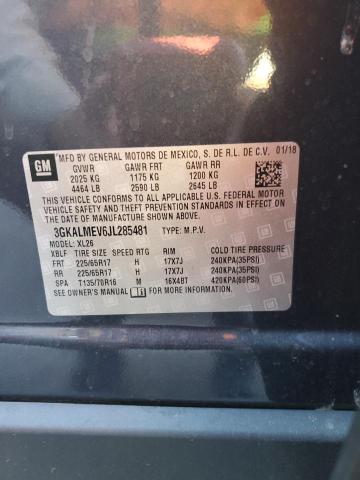 MFD BY GENERAL MOTORS DE MEXICO, S. DE R.L. DE C.V. 01/18
GM
GVWR GAWR FRT GAWR RR
2025 KG 1175 KG 1200 KG
4464 LB 2590 LB 2645 LB
THIS VEHICLE CONFORMS TO ALL APPLICABLE U.S. FEDERAL MOTOR
VEHICLE SAFETY AND THEFT PREVENTION STANDARDS IN EFFECT ON THE
DATE OF MANUFACTURE SHOWN ABOVE.
3GKALMEV6JL285481 TYPE: M.P.V.
MODEL: XL26
XBLF TIRE SIZE SPEED RTG RIM COLD TIRE PRESSURE
FRT 225/65R17 H 17X7J 240KPA(35PSI)
RR 225/65R17 H 17X7J 240KPA(35PSI)
SPA T135/70R16 M 16X4BT 420KPA(60PSI)
SEE OWNER'S MANUAL FOR MORE INFORMATION.